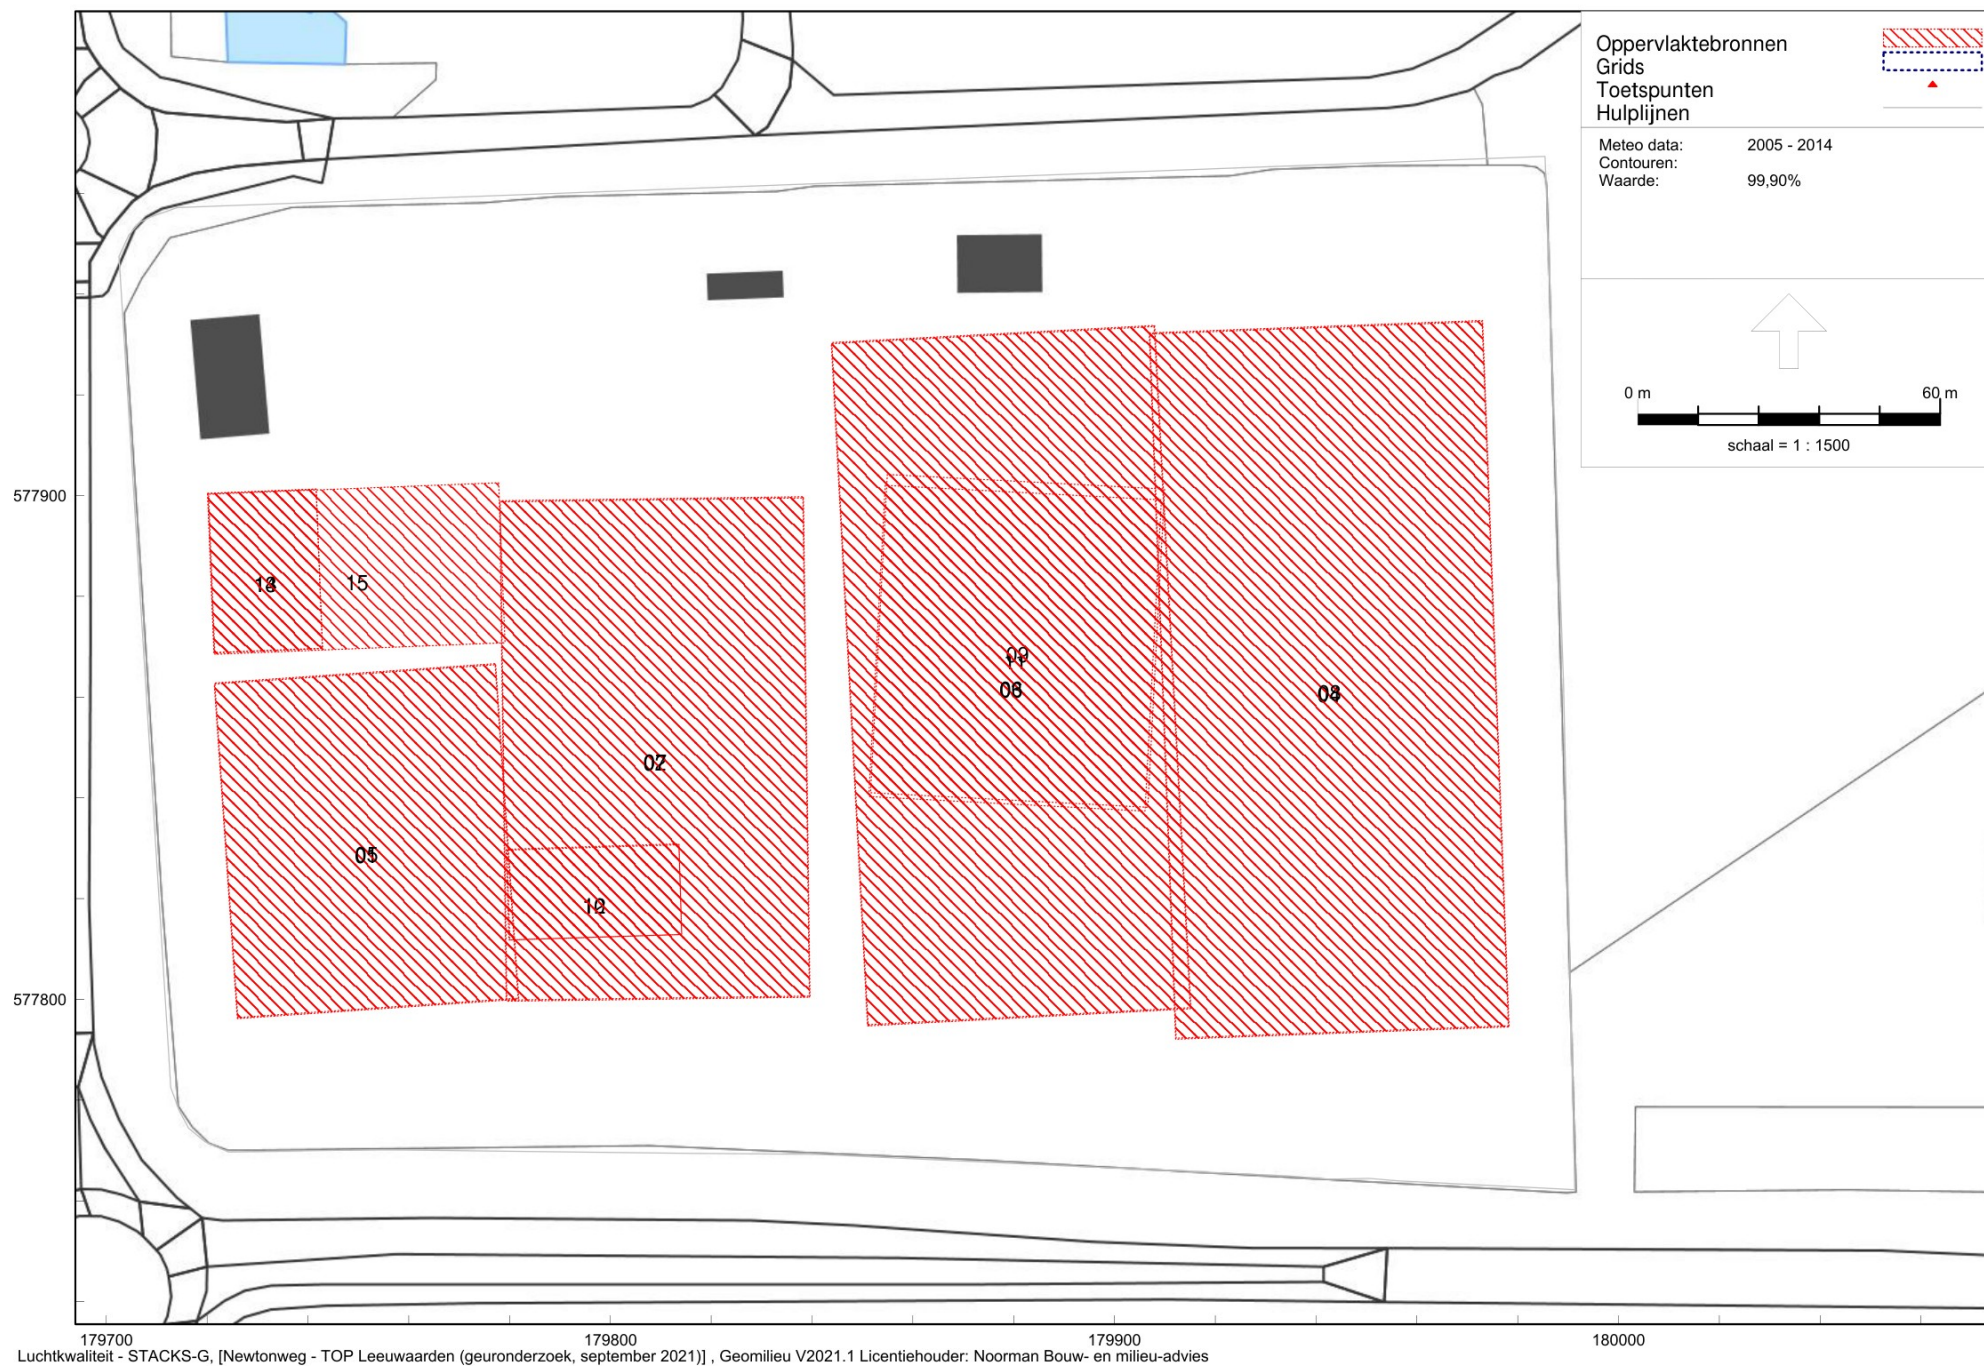 Oppervlaktebronnen
Grids
Toetspunten
Hulplijnen
Meteo data: 2005 - 2014
Contouren:
Waarde: 99,90%
0 m 60 m
schaal = 1 : 1500
577900
15
09
11
577800
179700 179800 179900 180000
Luchtkwaliteit - STACKS-G, [Newtonweg - TOP Leeuwaarden (geuronderzoek, september 2021)] , Geomilieu V2021.1 Licentiehouder: Noorman Bouw- en milieu-advies